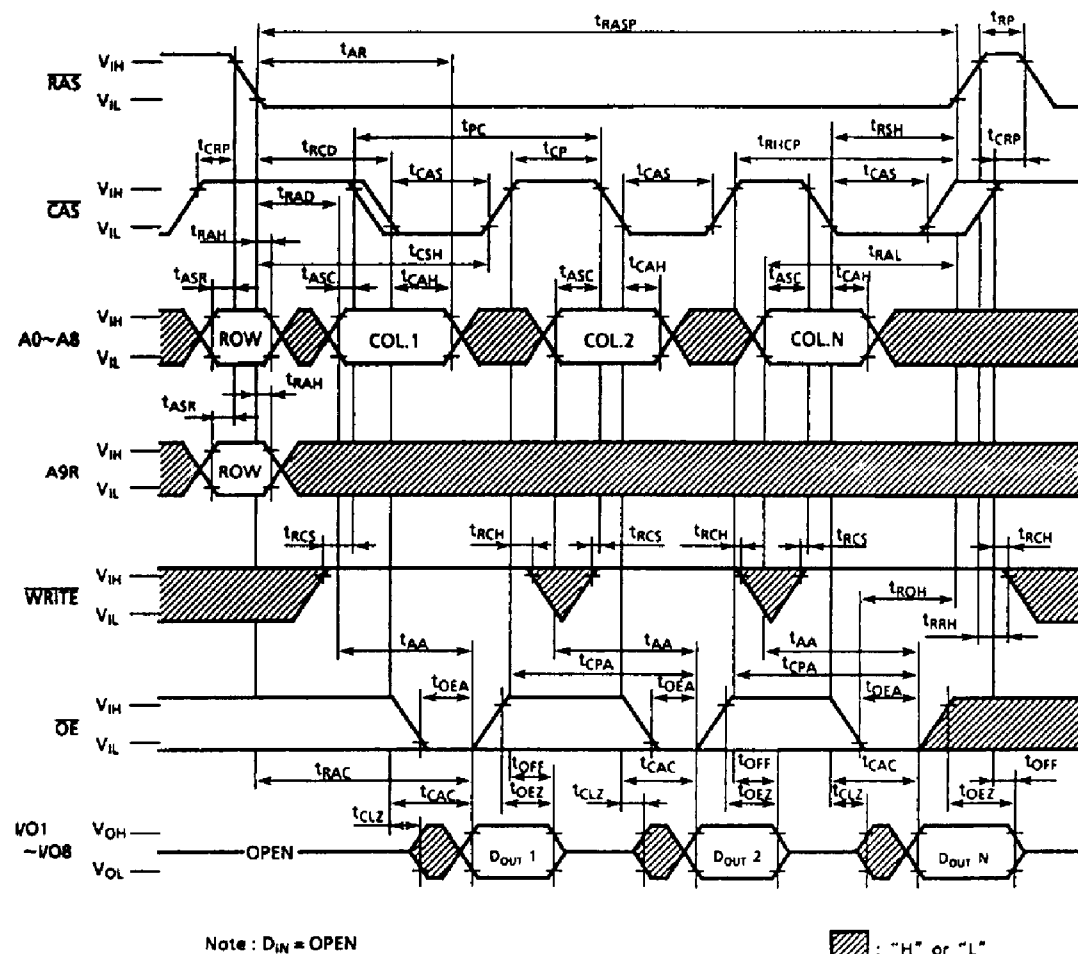 tRASP
tRP
tAR
VIH
RAS
VIL
tPC
tRSH
tCRP
tRCD
tCP
tRHCP
tCRP
tCAS
tCAS
tCAS
VIH
CAS
VIL
tRAD
tRAH
tCSH
tRAL
tASR
tASC
tCAH
tASC
tCAH
tASC
tCAH
VIH
A0~A8
ROW
COL.1
COL.2
COL.N
VIL
tRAH
tASR
VIH
A9R
ROW
VIL
tRCS
tRCH
tRCS
tRCH
tRCS
tRCH
VIH
WRITE
VIL
tROH
tRRH
tAA
tAA
tAA
tCPA
tCPA
tOEA
tOEA
tOEA
VIH
OE
VIL
tRAC
tOFF
tCAC
tOFF
tCAC
tOFF
tCAC
tOEZ
tCLZ
tOEZ
tCLZ
tOEZ
tCLZ
I/O1
~I/O8
VOH
OPEN
DOUT 1
DOUT 2
DOUT N
VOL
Note : DIN = OPEN
: "H" or "L"